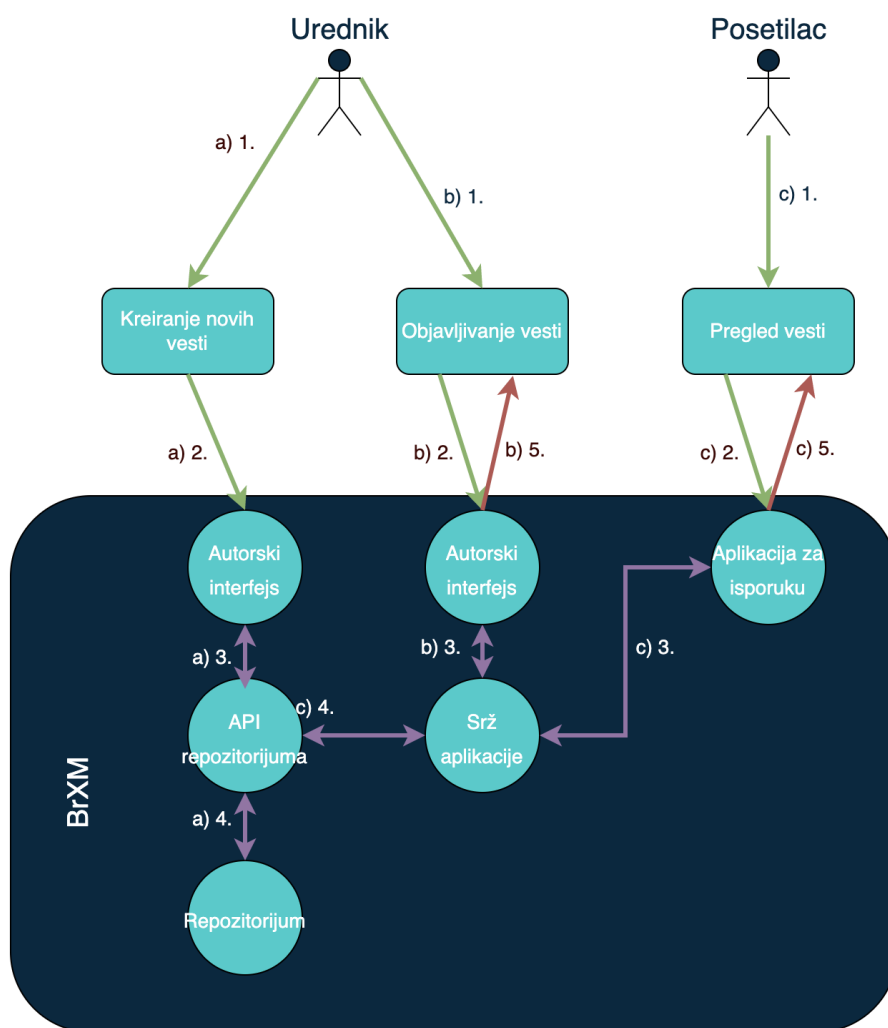 Urednik
Posetilac
a) 1.
b) 1.
c) 1.
Kreiranje novih
vesti
Objavljivanje vesti
Pregled vesti
a) 2.
b) 2.
b) 5.
c) 2.
c) 5.
Autorski
interfejs
Autorski
interfejs
Aplikacija za
isporuku
a) 3.
b) 3.
c) 3.
c) 4.
API
repozitorijuma
Srž
aplikacije
BrXM
a) 4.
Repozitorijum